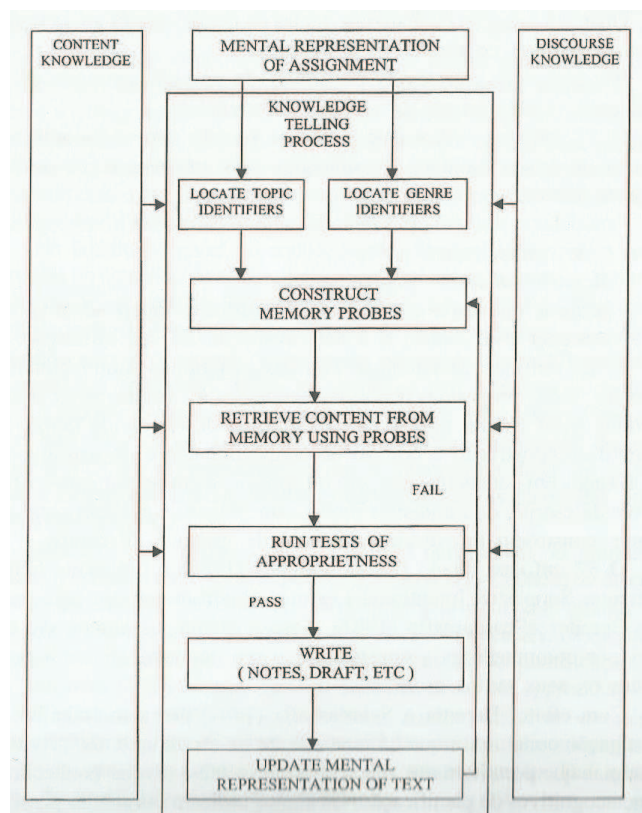 CONTENT
KNOWLEDGE
MENTAL REPRESENTATION
OF ASSIGNMENT
DISCOURSE
KNOWLEDGE
KNOWLEDGE
TELLING
PROCESS
LOCATE TOPIC
IDENTIFIERS
LOCATE GENRE
IDENTIFIERS
CONSTRUCT
MEMORY PROBES
RETRIEVE CONTENT FROM
MEMORY USING PROBES
FAIL
RUN TESTS OF
APPROPRIETNESS
PASS
WRITE
( NOTES, DRAFT, ETC )
UPDATE MENTAL
REPRESENTATION OF TEXT